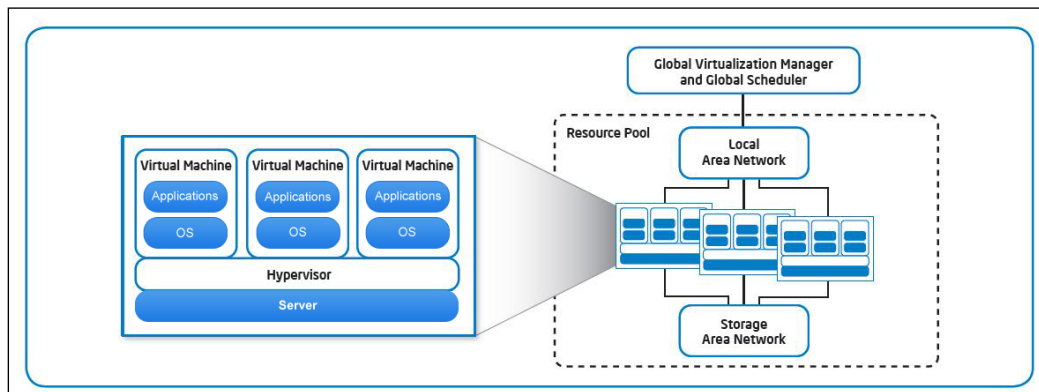 Global Virtualization Manager
and Global Scheduler
Resource Pool
Local
Area Network
Virtual Machine
Virtual Machine
Virtual Machine
Applications
Applications
Applications
OS
OS
OS
Hypervisor
Server
Storage
Area Network